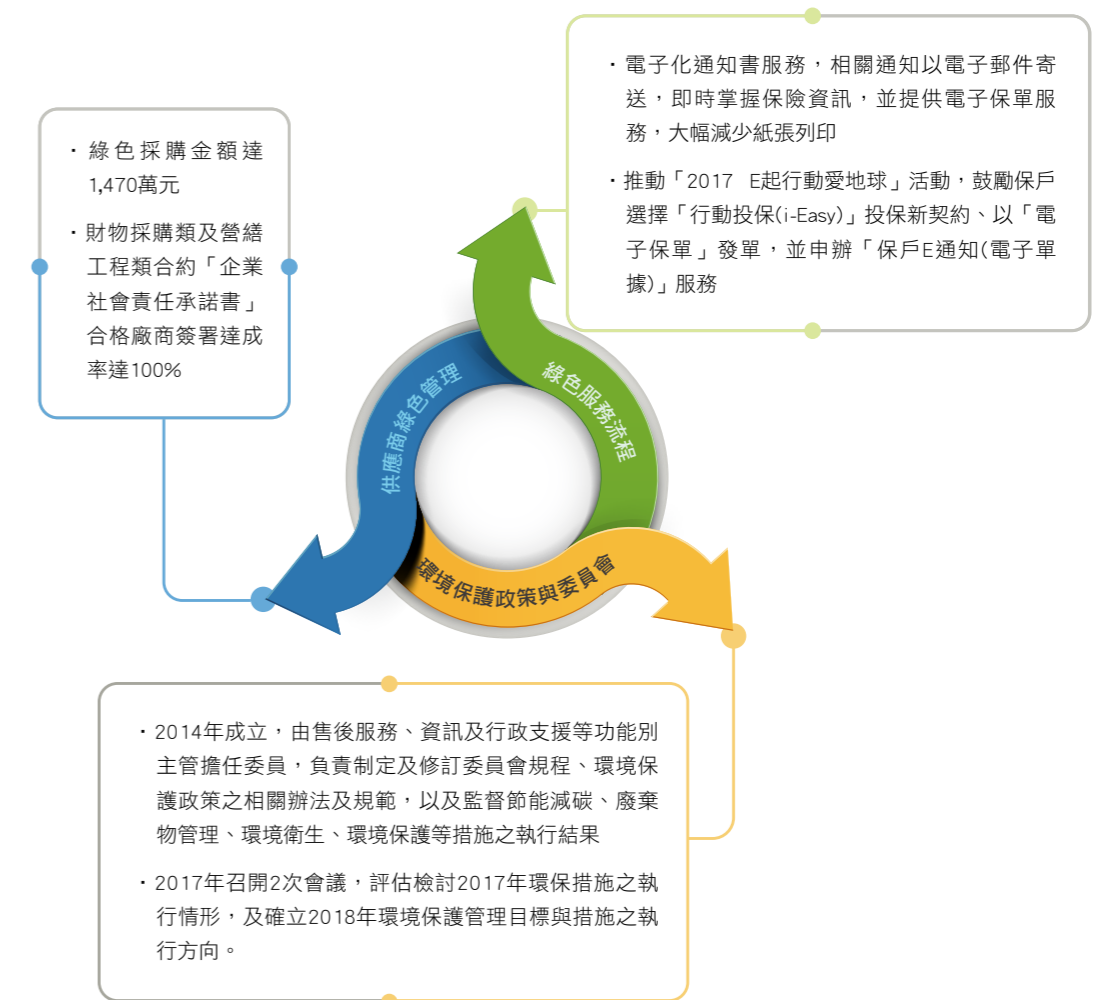 ・電子化通知書服務，相關通知以電子郵件寄
送，即時掌握保險資訊，並提供電子保單服
務，大幅減少紙張列印
・推動「2017 E起行動愛地球」活動，鼓勵保戶
選擇「行動投保(i-Easy)」投保新契約、以「電
子保單」發單，並申辦「保戶E通知(電子單
據)」服務
・綠色採購金額達
1,470萬元
・財物採購類及營繕
工程類合約「企業
社會責任承諾書」
合格廠商簽署達成
率達100%
供應商綠色管理
綠色服務流程
環境保護政策與委員會
・2014年成立，由售後服務、資訊及行政支援等功能別
主管擔任委員，負責制定及修訂委員會規程、環境保
護政策之相關辦法及規範，以及監督節能減碳、廢棄
物管理、環境衛生、環境保護等措施之執行結果
・2017年召開2次會議，評估檢討2017年環保措施之執
行情形，及確立2018年環境保護管理目標與措施之執
行方向。